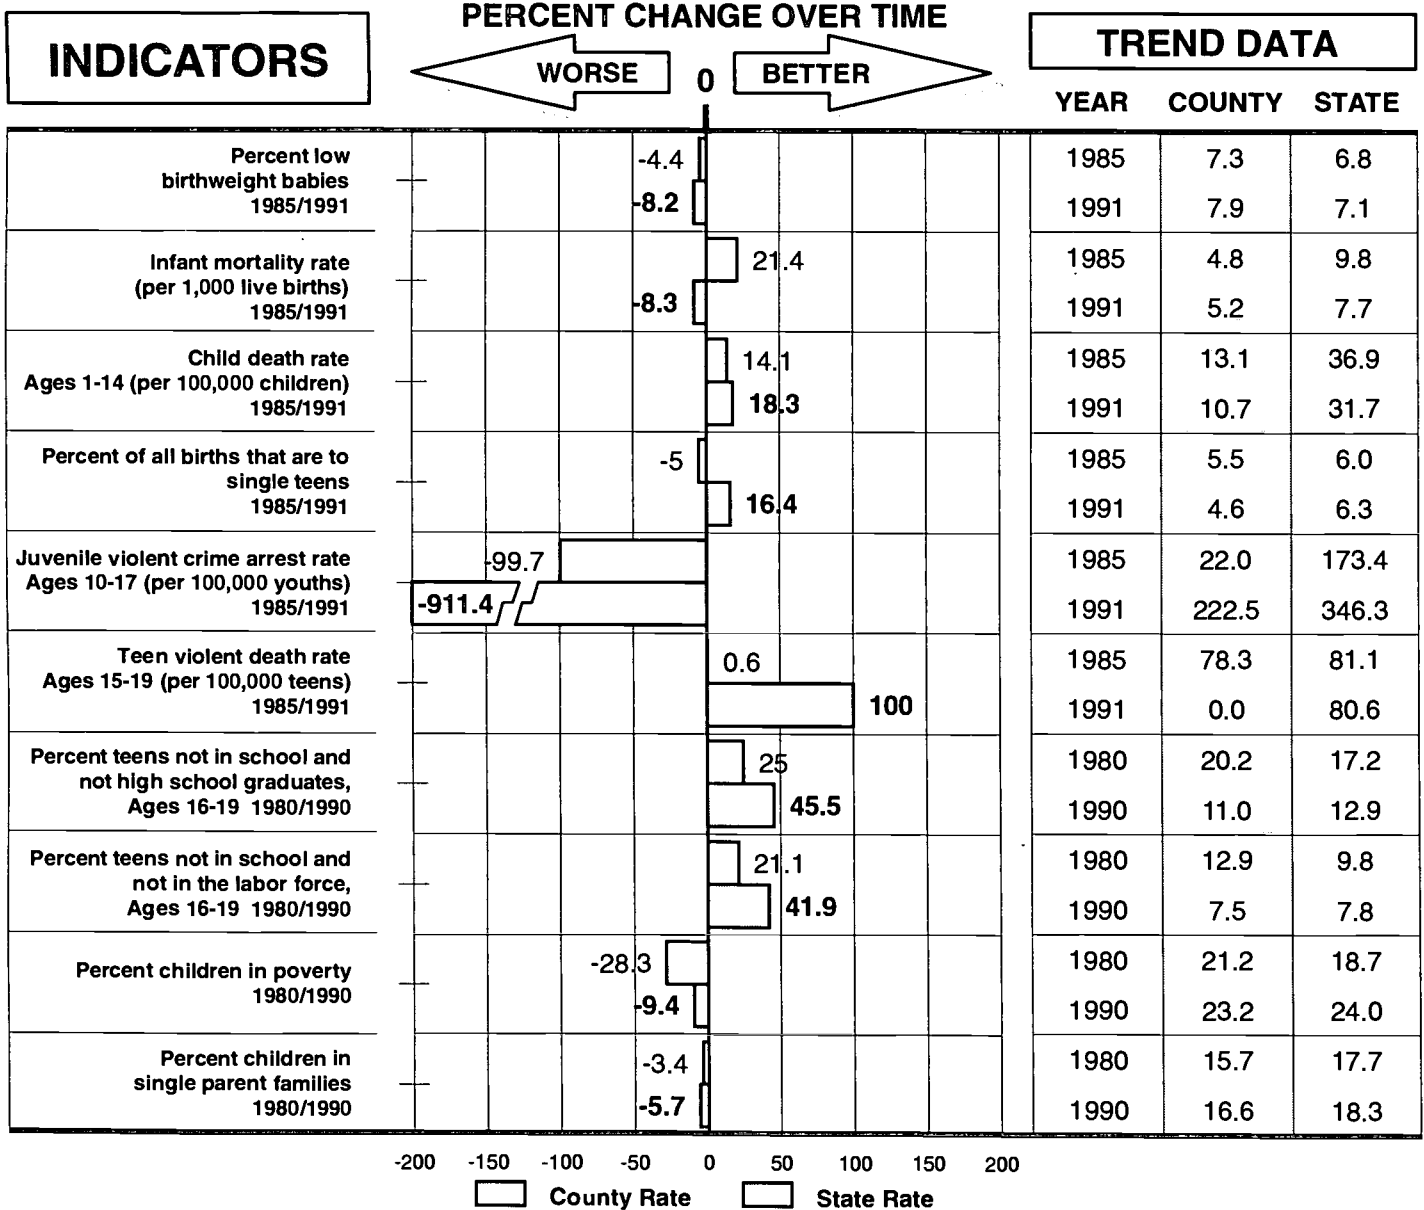 PERCENT CHANGE OVER TIME
INDICATORS
WORSE
0
BETTER
TREND DATA
YEAR COUNTY STATE
Percent low
birthweight babies
1985/1991
-4.4
-8.2
1985 7.3 6.8
1991 7.9 7.1
Infant mortality rate
(per 1,000 live births)
1985/1991
21.4
-8.3
1985 4.8 9.8
1991 5.2 7.7
Child death rate
Ages 1-14 (per 100,000 children)
1985/1991
14.1
18.3
1985 13.1 36.9
1991 10.7 31.7
Percent of all births that are to
single teens
1985/1991
-5
16.4
1985 5.5 6.0
1991 4.6 6.3
Juvenile violent crime arrest rate
Ages 10-17 (per 100,000 youths)
1985/1991
-99.7
-911.4
1985 22.0 173.4
1991 222.5 346.3
Teen violent death rate
Ages 15-19 (per 100,000 teens)
1985/1991
0.6
100
1985 78.3 81.1
1991 0.0 80.6
Percent teens not in school and
not high school graduates,
Ages 16-19 1980/1990
25
45.5
1980 20.2 17.2
1990 11.0 12.9
Percent teens not in school and
not in the labor force,
Ages 16-19 1980/1990
21.1
41.9
1980 12.9 9.8
1990 7.5 7.8
Percent children in poverty
1980/1990
-28.3
-9.4
1980 21.2 18.7
1990 23.2 24.0
Percent children in
single parent families
1980/1990
-3.4
-5.7
1980 15.7 17.7
1990 16.6 18.3
-200 -150 -100 -50 0 50 100 150 200
County Rate State Rate